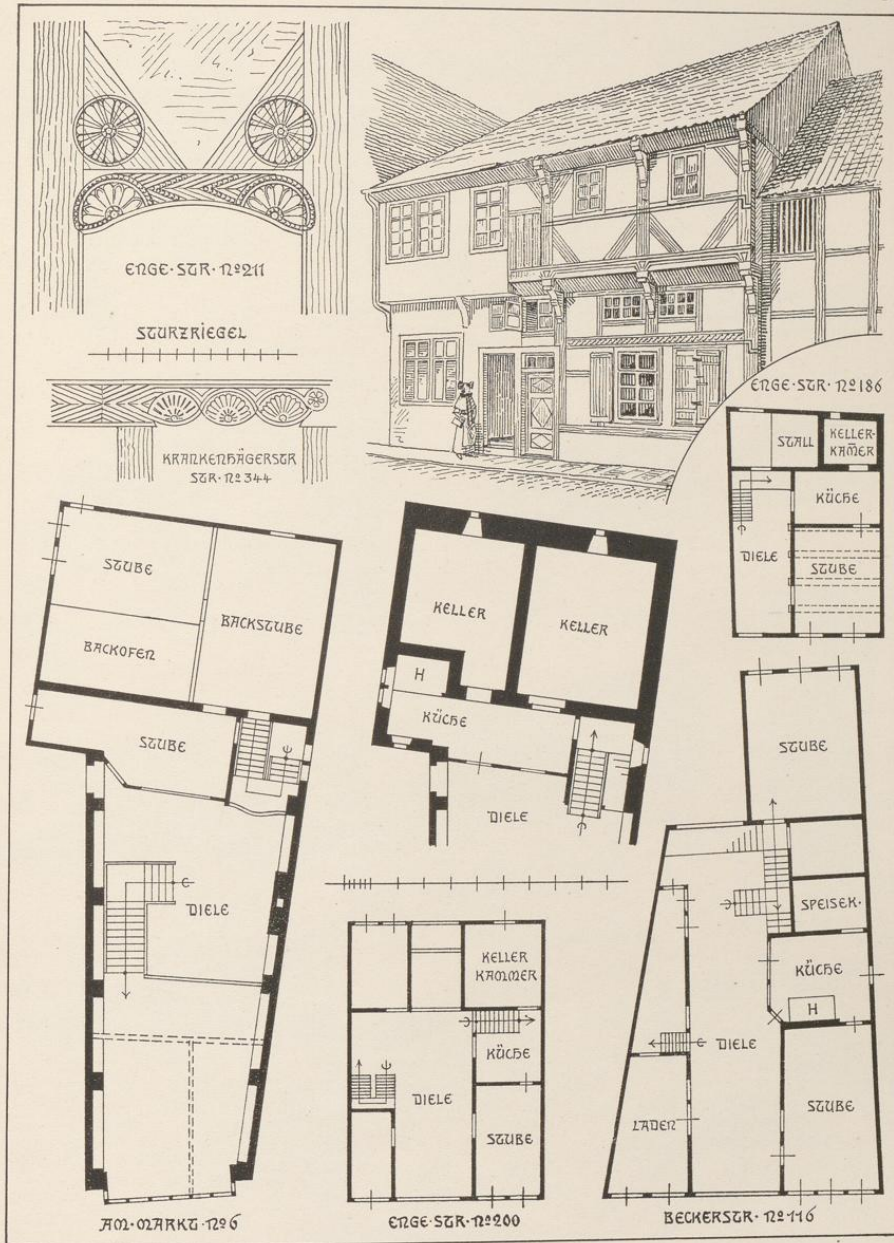 ENGE·STR·№211
STURZRIEGEL
KRANKENHÄGERSTR
STR·№344
ENGE·STR·№186
STALL
KELLER-
KAM̅ER
KÜCHE
DIELE
STUBE
STUBE
BACKOFEN
BACKSTUBE
STUBE
DIELE
AM·MARKT·№6
KELLER
KELLER
H
KÜCHE
DIELE
KELLER
KAMMER
KÜCHE
DIELE
STUBE
ENGE·STR·№200
STUBE
SPEISEK·
KÜCHE
H
DIELE
LADEN
STUBE
BECKERSTR·№116